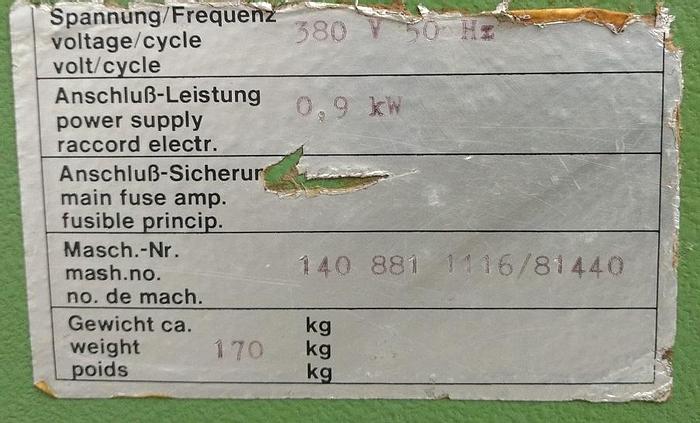 Spannung/Frequenz
voltage/cycle 380 V 50 Hz
volt/cycle
Anschluß-Leistung
power supply 0,9 kW
raccord electr.
Anschluß-Sicherun
main fuse amp.
fusible princip.
Masch.-Nr.
mash.no. 140 881 1116/81440
no. de mach.
Gewicht ca. kg
weight 170 kg
poids kg